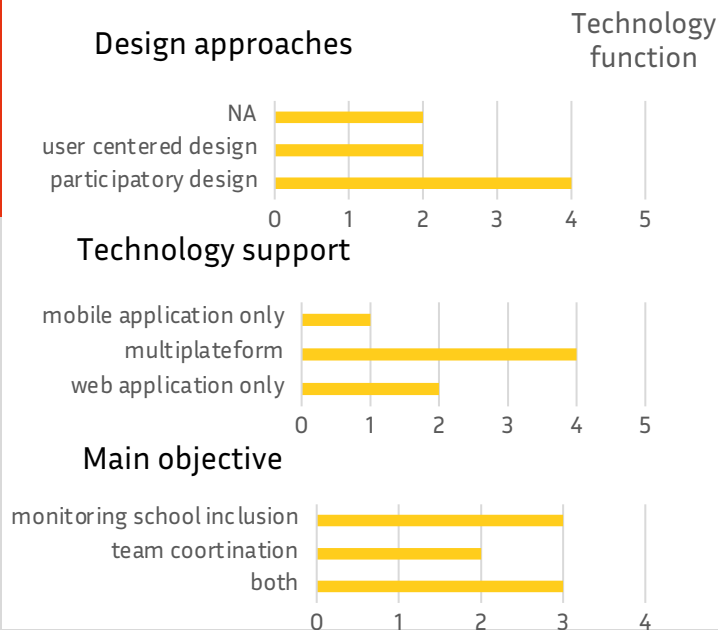 Technology
function
Design approaches
NA
user centered design
participatory design
0 1 2 3 4 5
Technology support
mobile application only
multiplateform
web application only
0 1 2 3 4 5
Main objective
monitoring school inclusion
team coortination
both
0 1 2 3 4